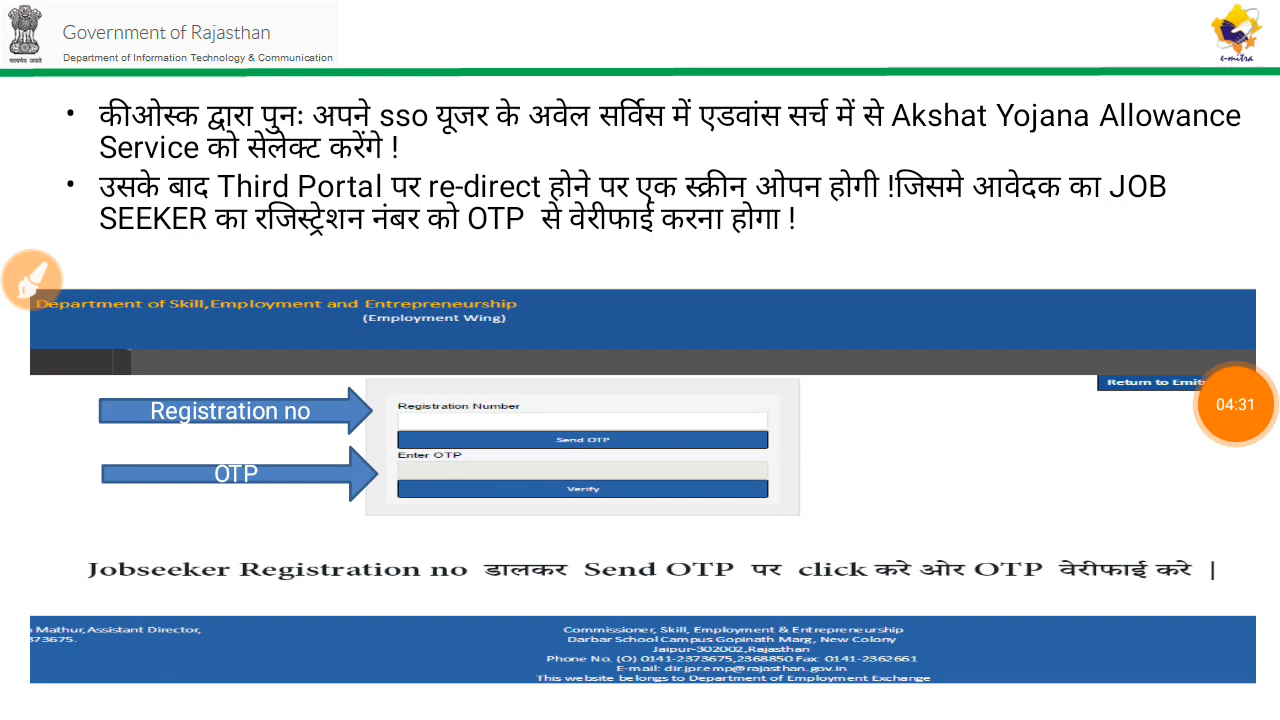 Government of Rajasthan
Department of Information Technology & Communication
सत्यमेव जयते
e-mitra
• कीओस्क द्वारा पुनः अपने sso यूजर के अवेल सर्विस में एडवांस सर्च में से Akshat Yojana Allowance
Service को सेलेक्ट करेंगे !
• उसके बाद Third Portal पर re-direct होने पर एक स्क्रीन ओपन होगी !जिसमे आवेदक का JOB
SEEKER का रजिस्ट्रेशन नंबर को OTP से वेरीफाई करना होगा !
Department of Skill,Employment and Entrepreneurship
(Employment Wing)
Return to Emit
Registration no
Registration Number
04:31
Send OTP
Enter OTP
OTP
Verify
Jobseeker Registration no डालकर Send OTP पर click करे ओर OTP वेरीफाई करे |
Mathur,Assistant Director,
373675.
Commissioner, Skill, Employment & Entrepreneurship
Darbar School Campus Gopinath Marg, New Colony
Jaipur-302002,Rajasthan
Phone No. (O) 0141-2373675,2368850 Fax: 0141-2362661
E-mail: dir.jpr.emp@rajasthan.gov.in
This website belongs to Department of Employment Exchange